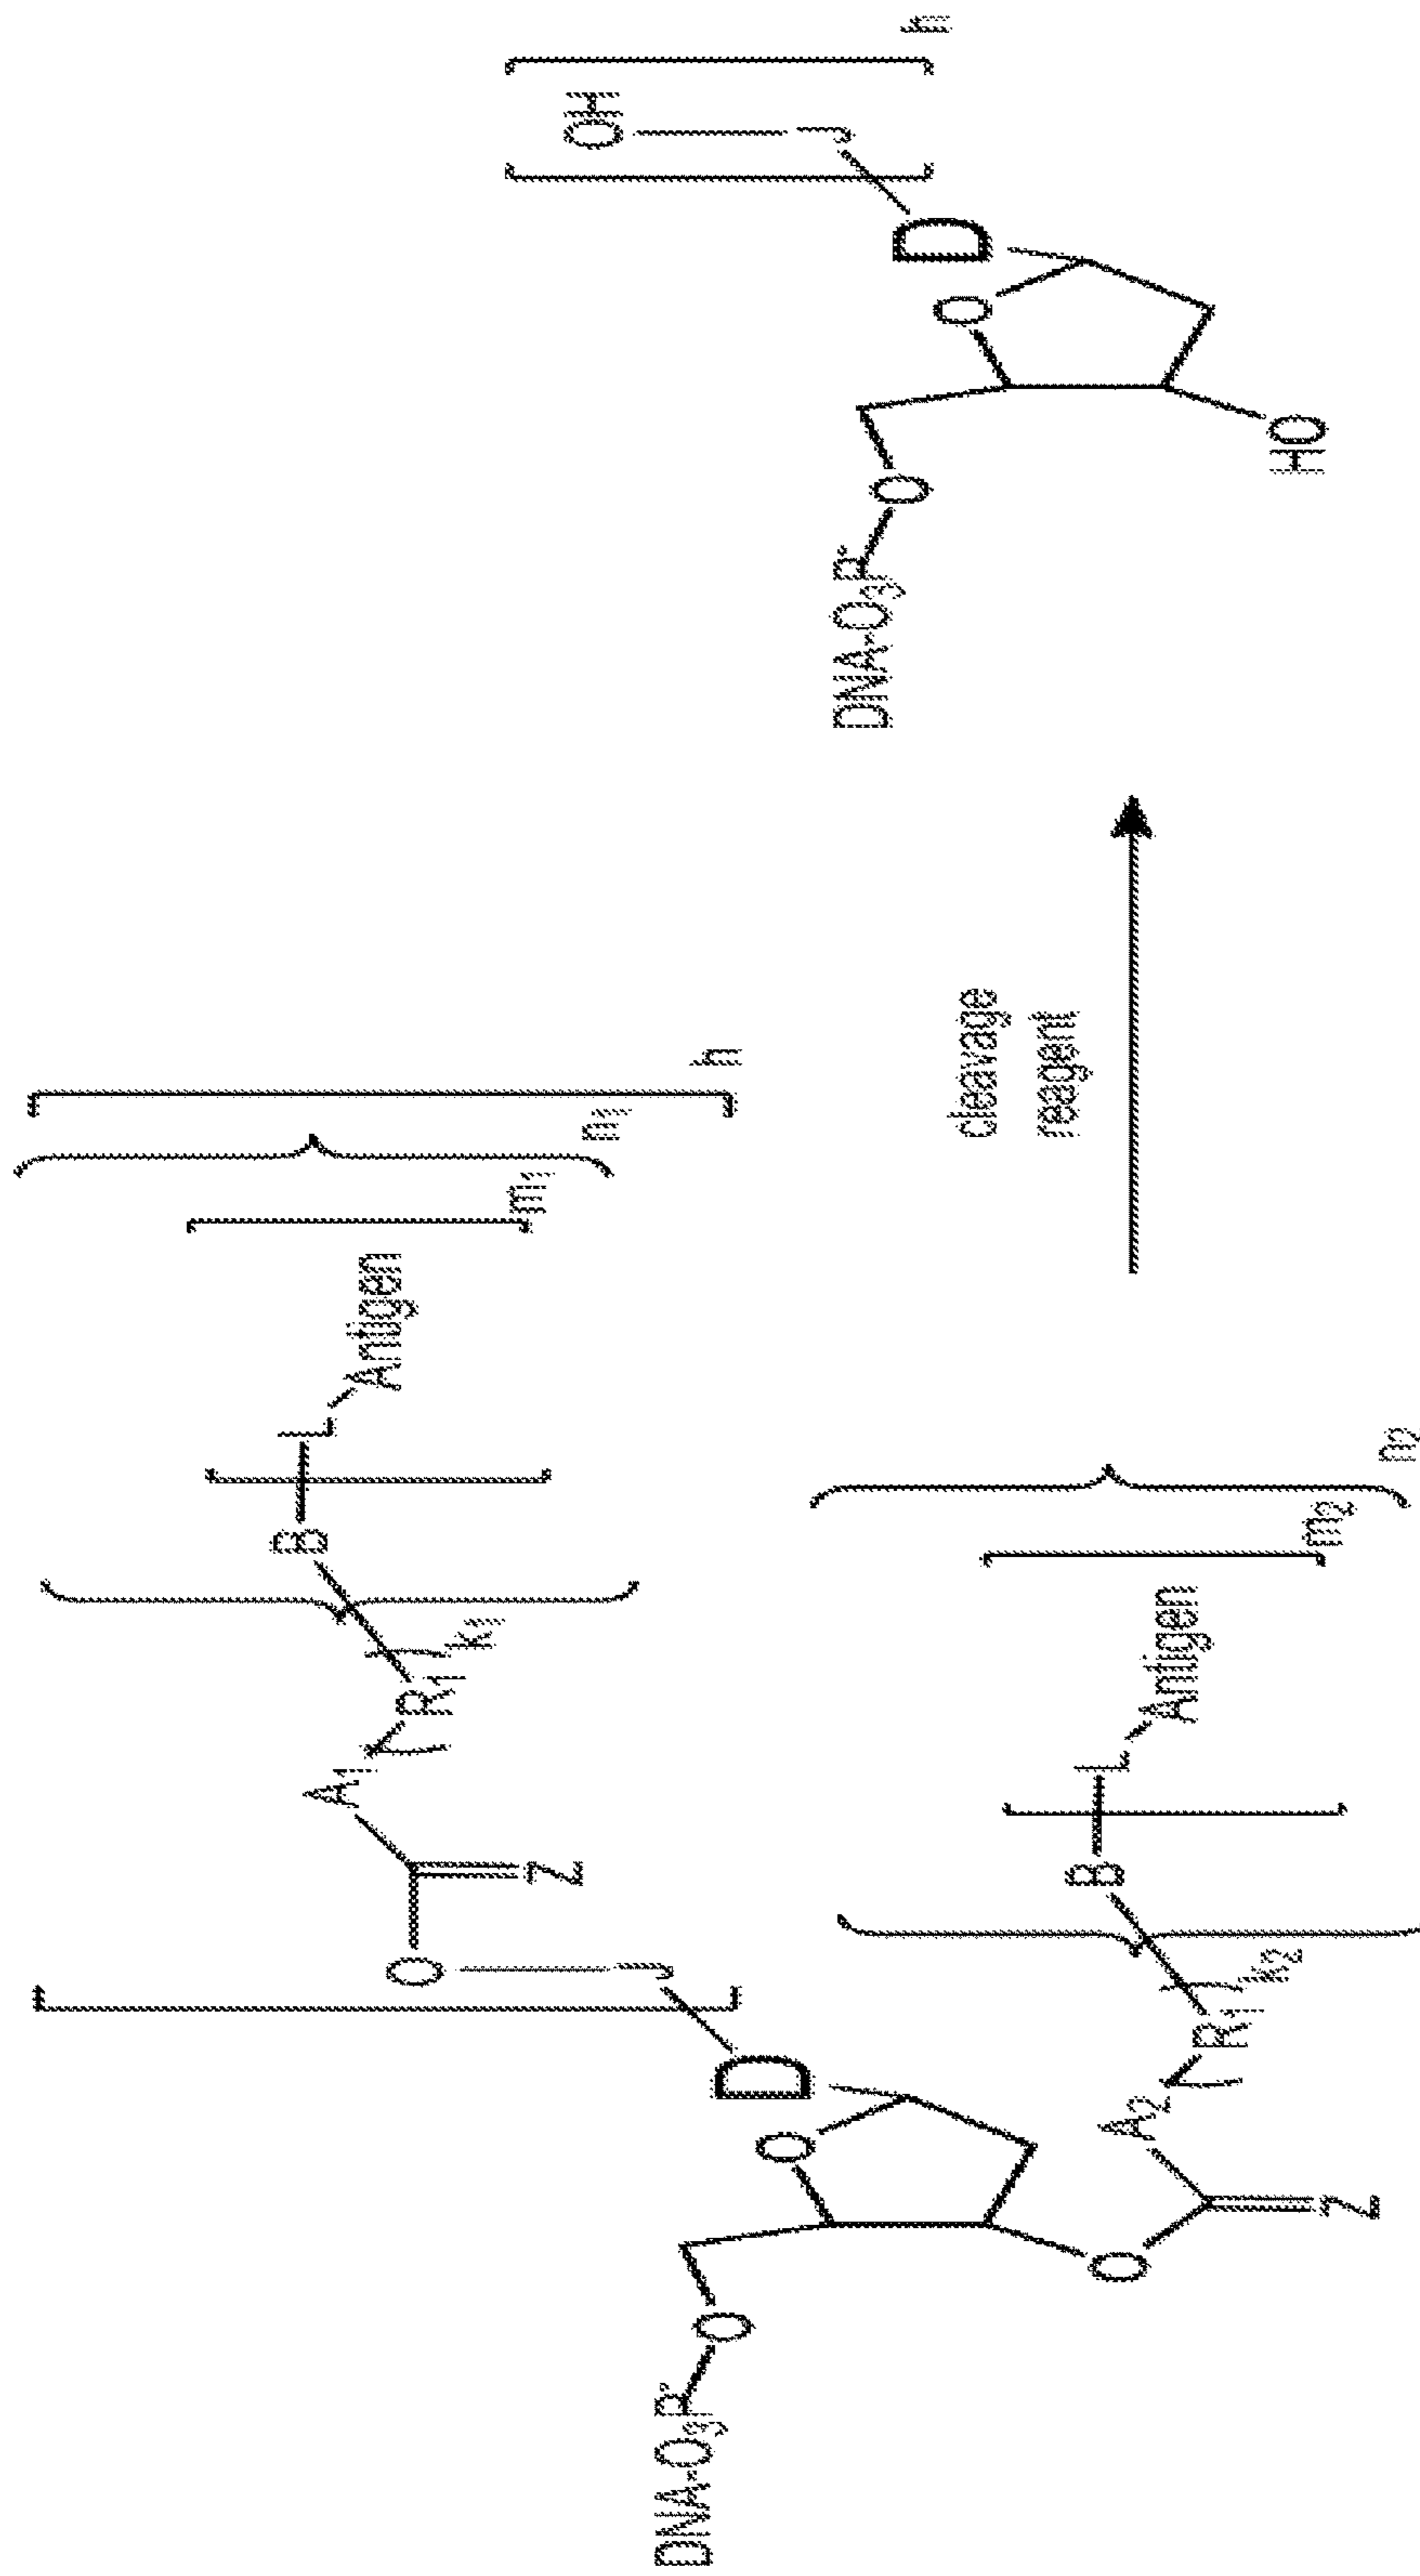 O
A1
Z
(R1)k1
B
L
Antigen
m1
n1
h
DNA-O3P-
O
O
D
O
A2
Z
(R1)k2
B
L
Antigen
m2
n2
cleavage
reagent
DNA-O3P-
O
O
D
HO
OH
h